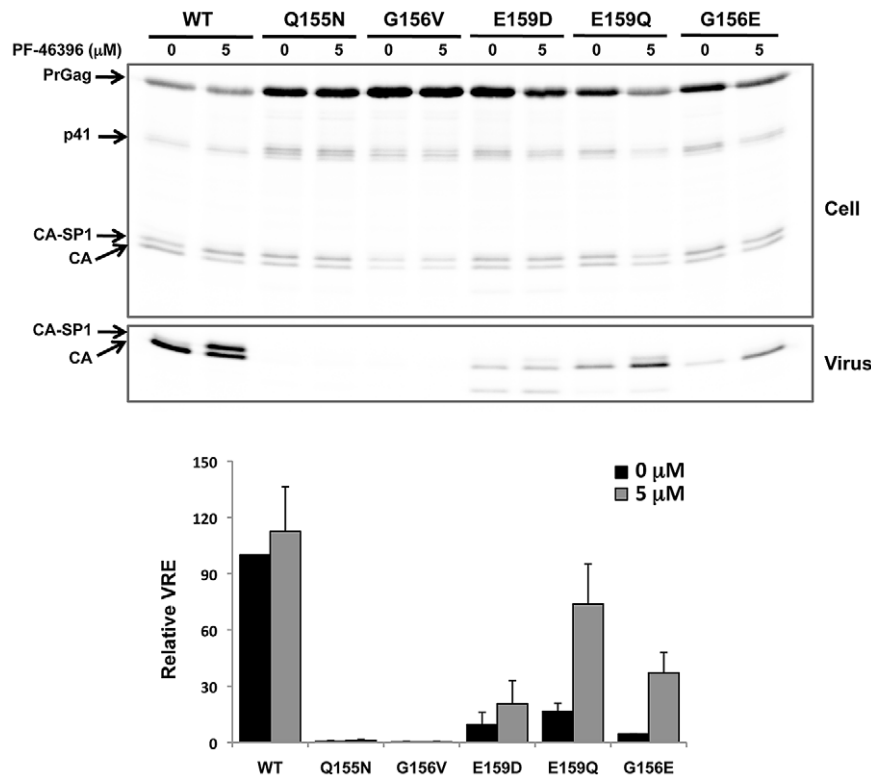 WT Q155N G156V E159D E159Q G156E
PF-46396 (μM) 0 5 0 5 0 5 0 5 0 5 0 5
PrGag
p41
CA-SP1
CA
Cell
CA-SP1
CA
Virus
150
120
90
60
30
0
Relative VRE
0 μM
5 μM
WT Q155N G156V E159D E159Q G156E